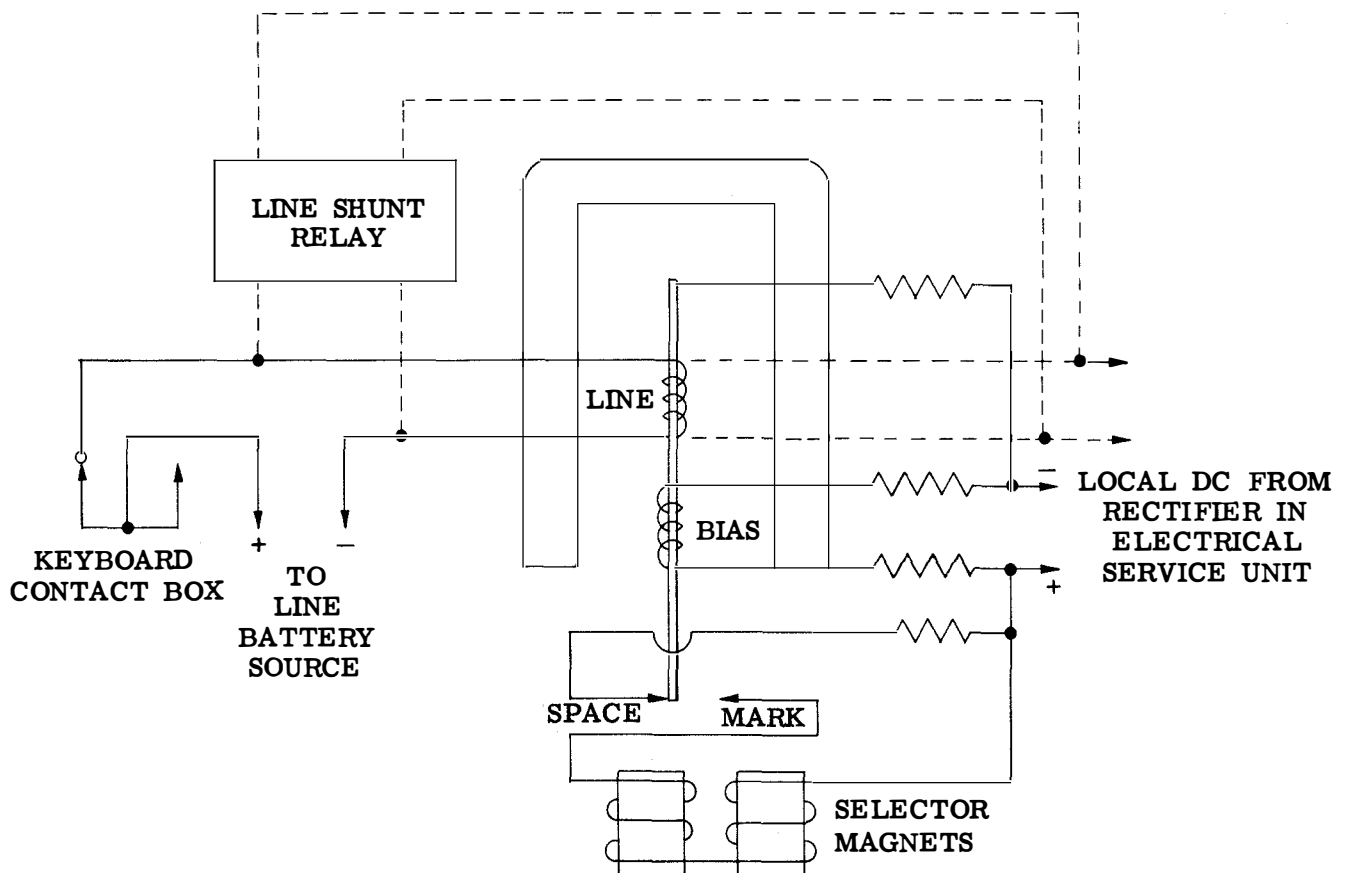 LINE SHUNT
RELAY
LINE
BIAS
KEYBOARD
CONTACT BOX
+
−
TO
LINE
BATTERY
SOURCE
−
LOCAL DC FROM
RECTIFIER IN
ELECTRICAL
SERVICE UNIT
+
SPACE
MARK
SELECTOR
MAGNETS